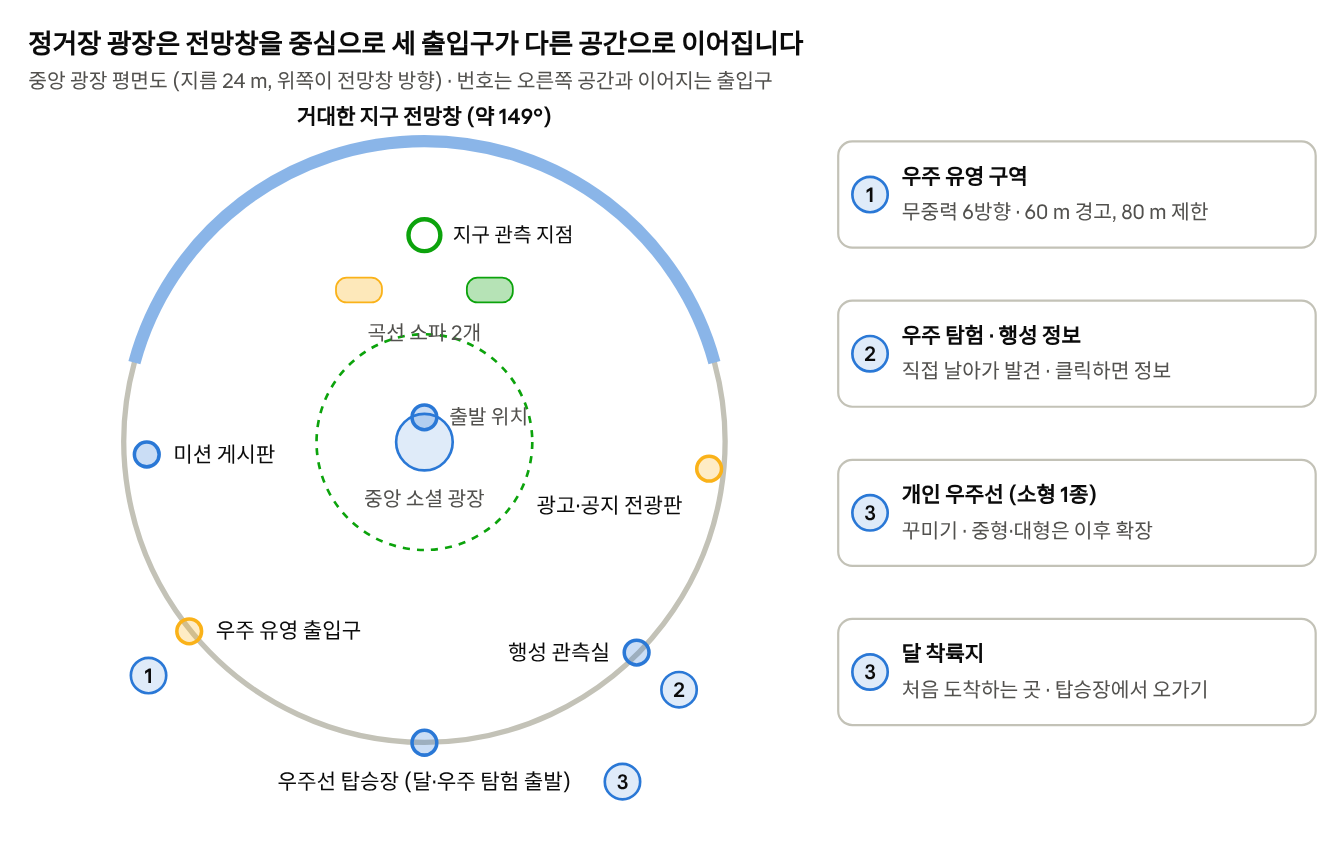 정거장 광장은 전망창을 중심으로 세 출입구가 다른 공간으로 이어집니다
중앙 광장 평면도 (지름 24 m, 위쪽이 전망창 방향) · 번호는 오른쪽 공간과 이어지는 출입구
거대한 지구 전망창 (약 149°)
지구 관측 지점
곡선 소파 2개
출발 위치
미션 게시판
중앙 소셜 광장
광고·공지 전광판
우주 유영 출입구
행성 관측실
1
2
우주선 탑승장 (달·우주 탐험 출발)
3
1
우주 유영 구역
무중력 6방향 · 60 m 경고, 80 m 제한
2
우주 탐험 · 행성 정보
직접 날아가 발견 · 클릭하면 정보
3
개인 우주선 (소형 1종)
꾸미기 · 중형·대형은 이후 확장
3
달 착륙지
처음 도착하는 곳 · 탑승장에서 오가기